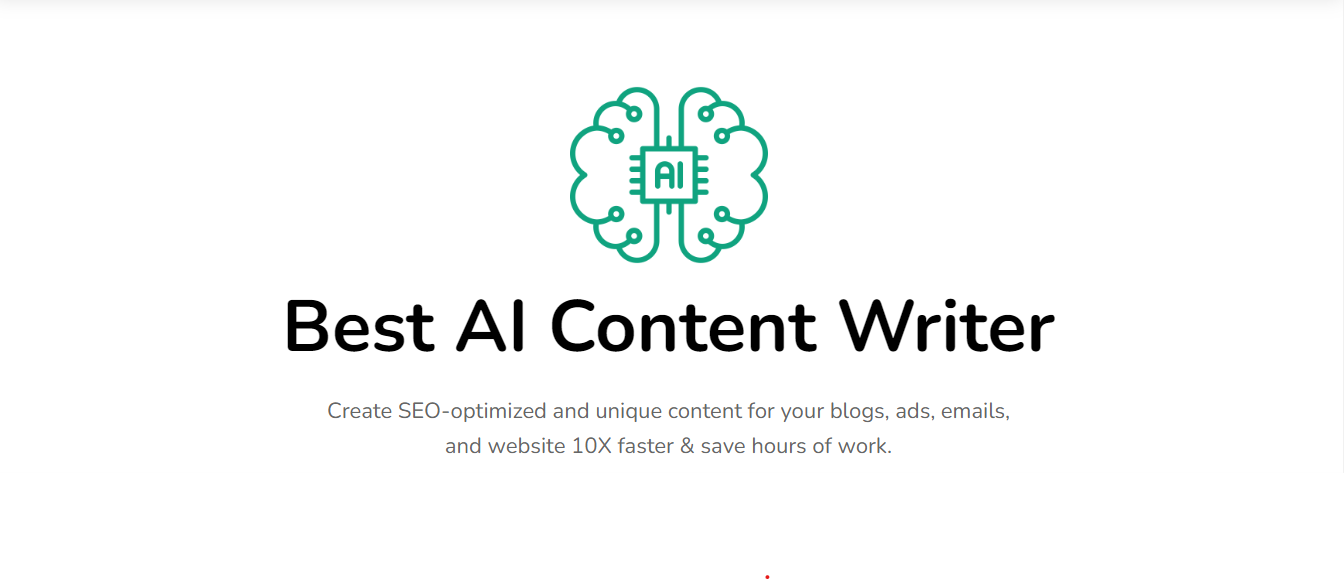 AI
Best AI Content Writer
Create SEO-optimized and unique content for your blogs, ads, emails,
and website 10X faster & save hours of work.